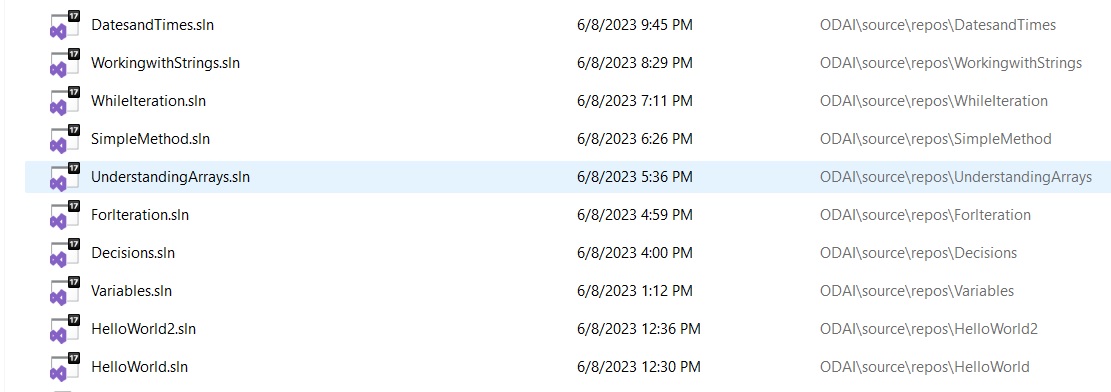 17 DatesandTimes.sln 6/8/2023 9:45 PM ODAI\source\repos\DatesandTimes
17 WorkingwithStrings.sln 6/8/2023 8:29 PM ODAI\source\repos\WorkingwithStrings
17 WhileIteration.sln 6/8/2023 7:11 PM ODAI\source\repos\WhileIteration
17 SimpleMethod.sln 6/8/2023 6:26 PM ODAI\source\repos\SimpleMethod
17 UnderstandingArrays.sln 6/8/2023 5:36 PM ODAI\source\repos\UnderstandingArrays
17 ForIteration.sln 6/8/2023 4:59 PM ODAI\source\repos\ForIteration
17 Decisions.sln 6/8/2023 4:00 PM ODAI\source\repos\Decisions
17 Variables.sln 6/8/2023 1:12 PM ODAI\source\repos\Variables
17 HelloWorld2.sln 6/8/2023 12:36 PM ODAI\source\repos\HelloWorld2
17 HelloWorld.sln 6/8/2023 12:30 PM ODAI\source\repos\HelloWorld